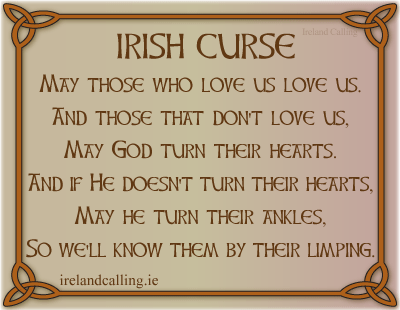 Ireland Calling
IRISH CURSE
MAY THOSE WHO LOVE US LOVE US.
AND THOSE THAT DON'T LOVE US,
MAY GOD TURN THEIR HEARTS.
AND IF HE DOESN'T TURN THEIR HEARTS,
MAY HE TURN THEIR ANKLES,
SO WE'LL KNOW THEM BY THEIR LIMPING.
irelandcalling.ie